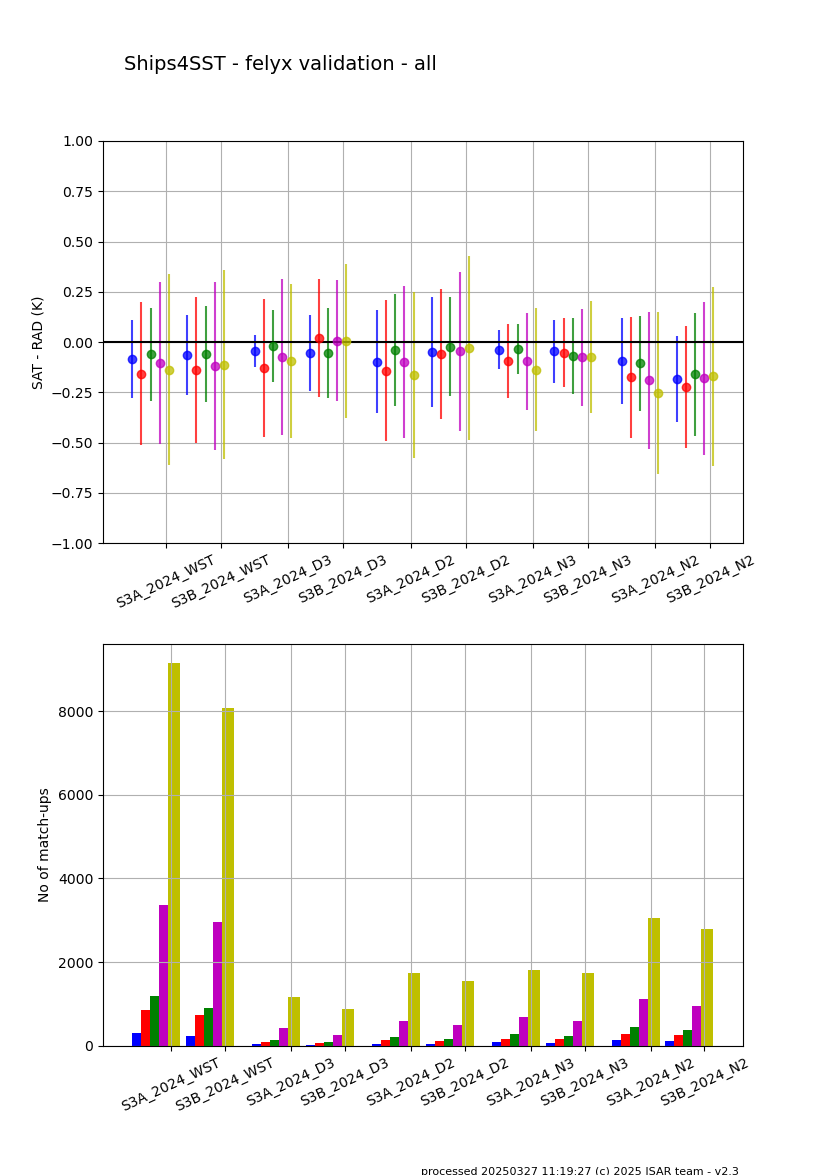 Ships4SST - felyx validation - all
1.00
0.75
0.50
0.25
0.00
−0.25
−0.50
−0.75
−1.00
SAT - RAD (K)
S3A_2024_WST
S3B_2024_WST
S3A_2024_D3
S3B_2024_D3
S3A_2024_D2
S3B_2024_D2
S3A_2024_N3
S3B_2024_N3
S3A_2024_N2
S3B_2024_N2
8000
6000
4000
2000
0
No of match-ups
S3A_2024_WST
S3B_2024_WST
S3A_2024_D3
S3B_2024_D3
S3A_2024_D2
S3B_2024_D2
S3A_2024_N3
S3B_2024_N3
S3A_2024_N2
S3B_2024_N2
processed 20250327 11:19:27 (c) 2025 ISAR team - v2.3